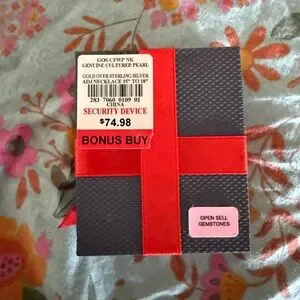 GOS CFWP NK
GENUINE CULTURED PEARL
GOLD OVER STERLING SILVER
ADJ NECKLACE 15" TO 18"
283 7060 0109 01
CHINA
SECURITY DEVICE
$74.98
BONUS BUY
OPEN SELL
GEMSTONES